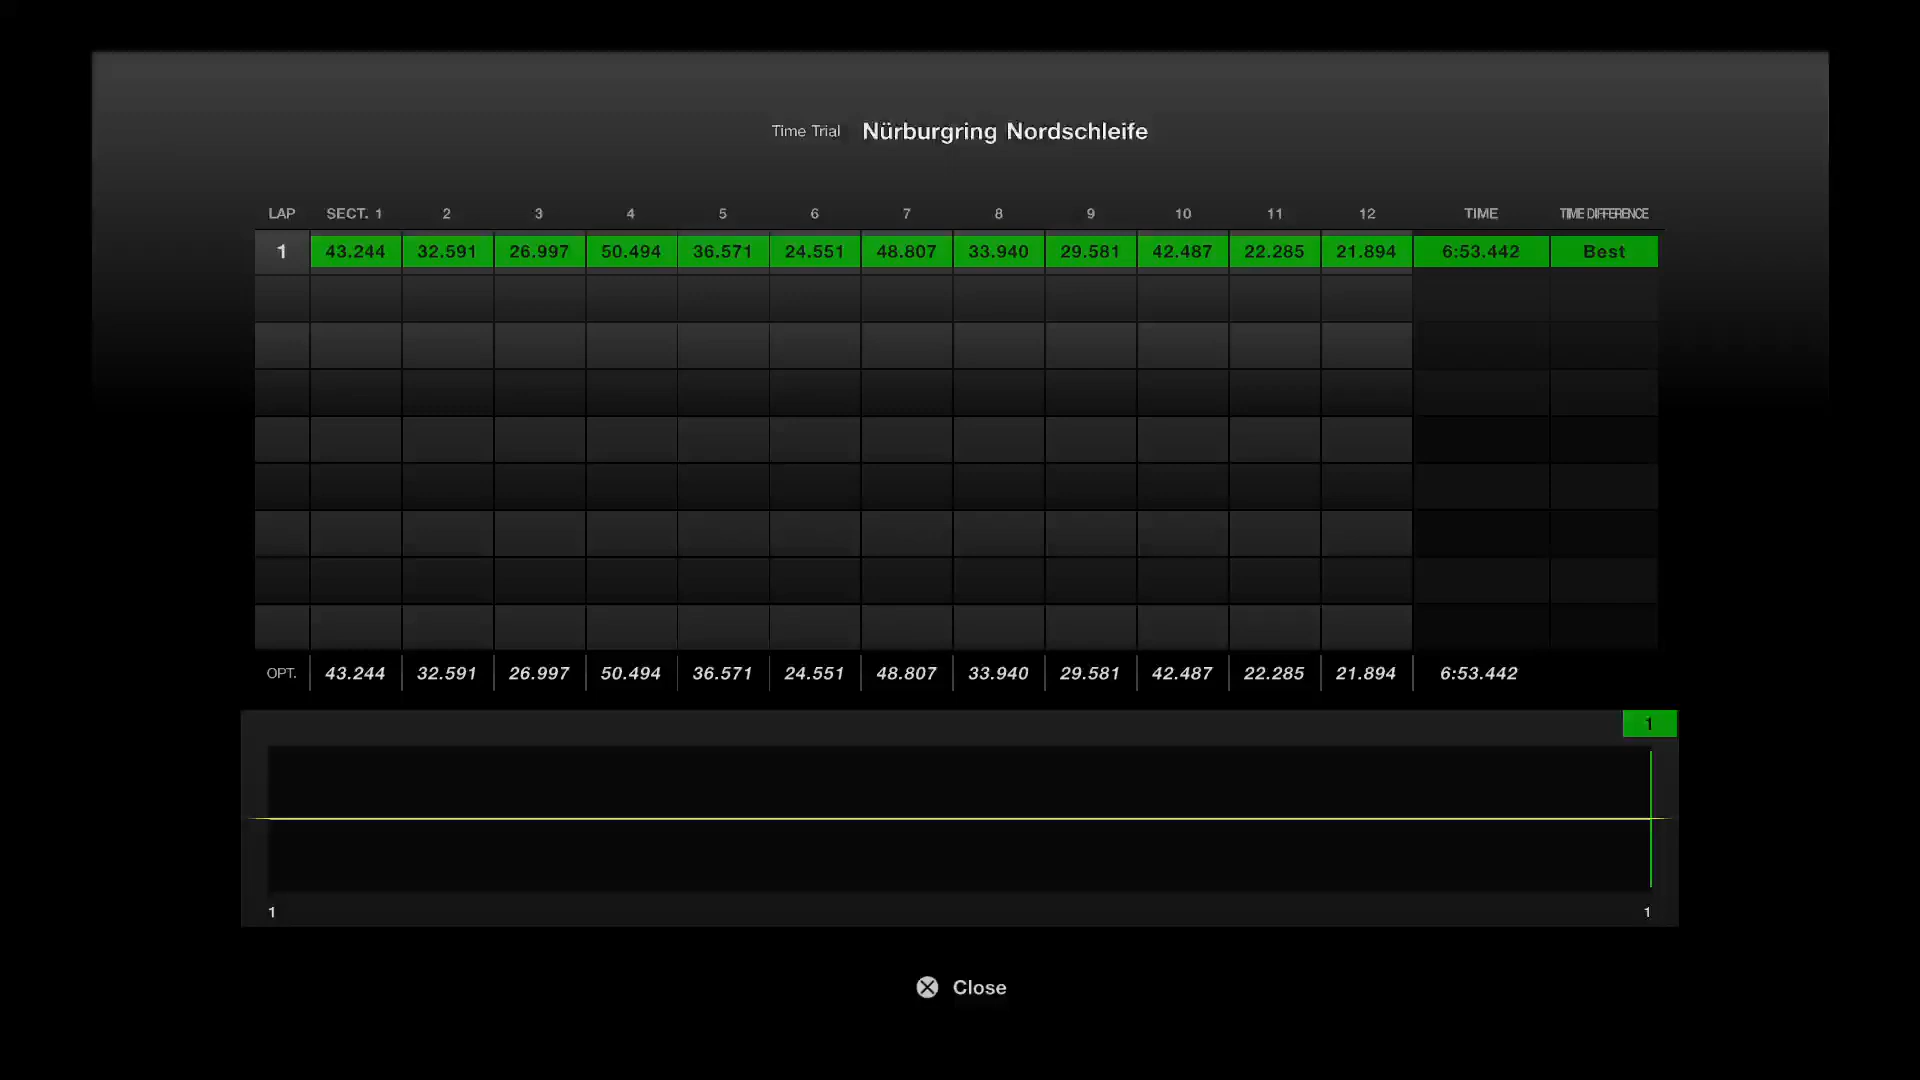 Time Trial Nürburgring Nordschleife
LAP SECT. 1 2 3 4 5 6 7 8 9 10 11 12 TIME TIME DIFFERENCE
1 43.244 32.591 26.997 50.494 36.571 24.551 48.807 33.940 29.581 42.487 22.285 21.894 6:53.442 Best
OPT. 43.244 32.591 26.997 50.494 36.571 24.551 48.807 33.940 29.581 42.487 22.285 21.894 6:53.442
1
1 1
Close